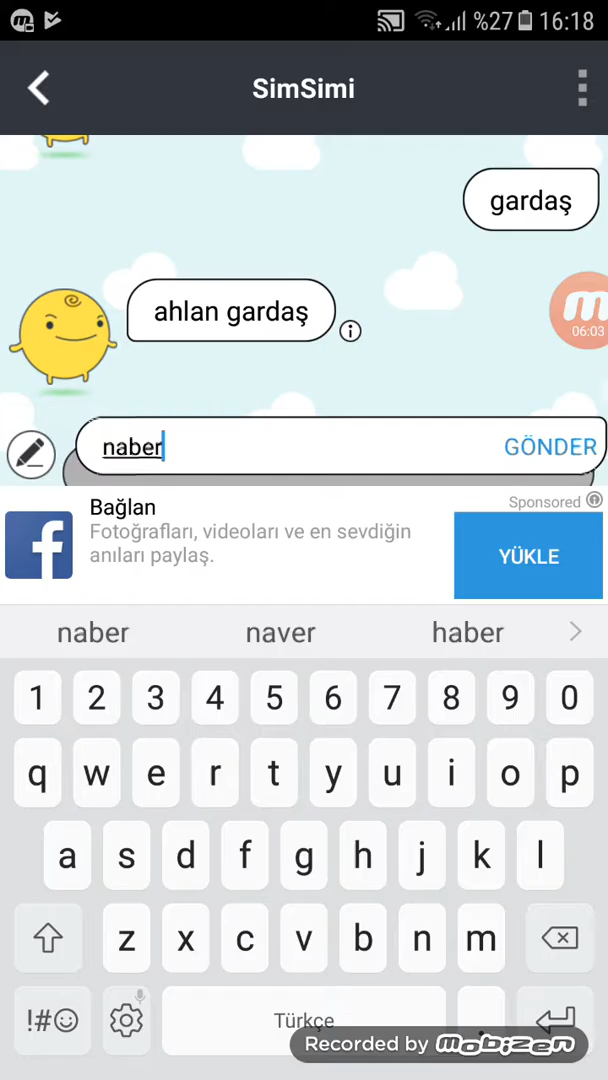 %27 16:18
SimSimi
gardaş
ahlan gardaş
06:03
naber
GÖNDER
Bağlan
Sponsored
Fotoğrafları, videoları ve en sevdiğin
anıları paylaş.
YÜKLE
naber naver haber
1 2 3 4 5 6 7 8 9 0
q w e r t y u i o p
a s d f g h j k l
z x c v b n m
!#☺ Türkçe .
Recorded by mobizen